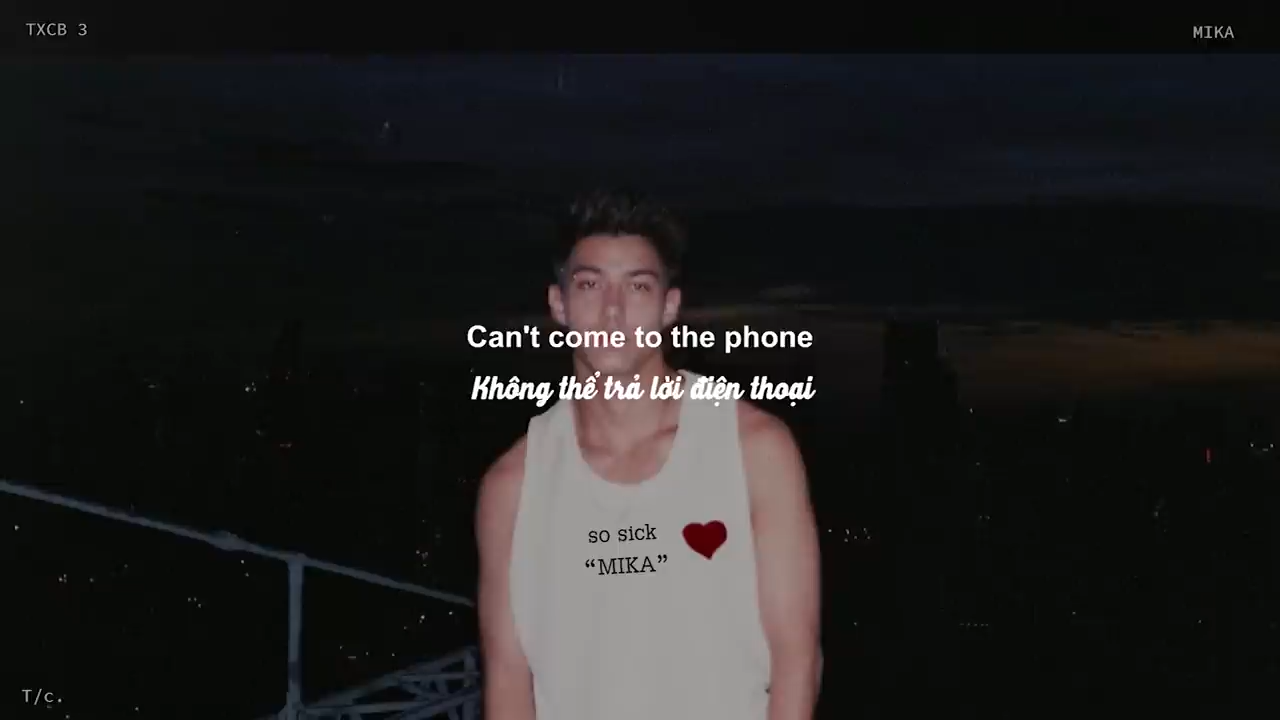 TXCB 3
MIKA
Can't come to the phone
Không thể trả lời điện thoại
so sick
“MIKA”
T/c.